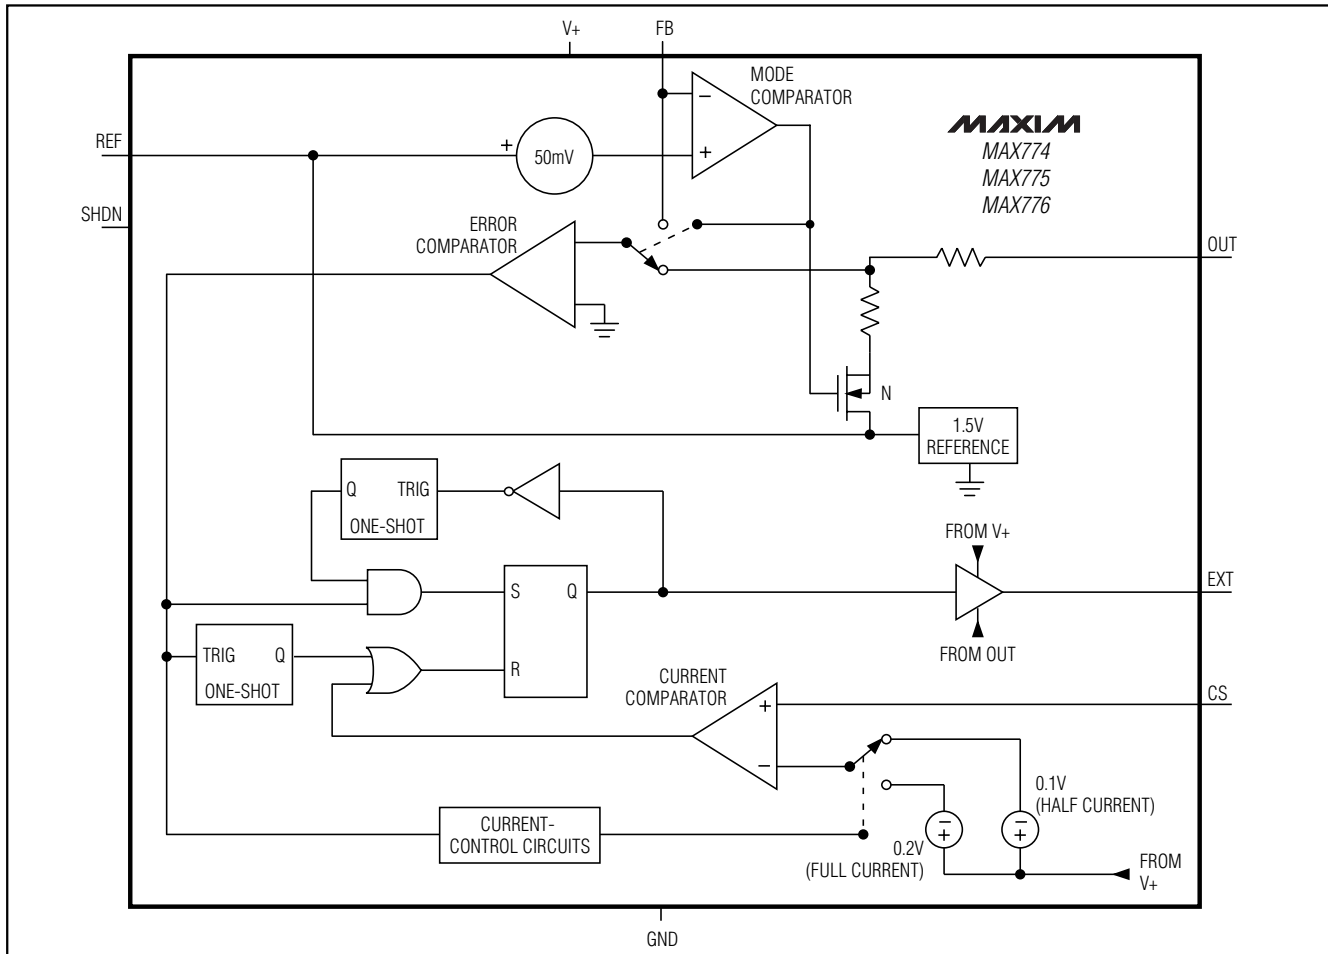 V+
FB
MODE
COMPARATOR
−
+
MAXIM
MAX774
MAX775
MAX776
REF
+
50mV
SHDN
ERROR
COMPARATOR
OUT
N
1.5V
REFERENCE
Q TRIG
ONE-SHOT
FROM V+
EXT
FROM OUT
S Q
R
TRIG Q
ONE-SHOT
CURRENT
COMPARATOR
+
−
CS
0.1V
(HALF CURRENT)
−
+
−
+
0.2V
(FULL CURRENT)
CURRENT-
CONTROL CIRCUITS
FROM
V+
GND